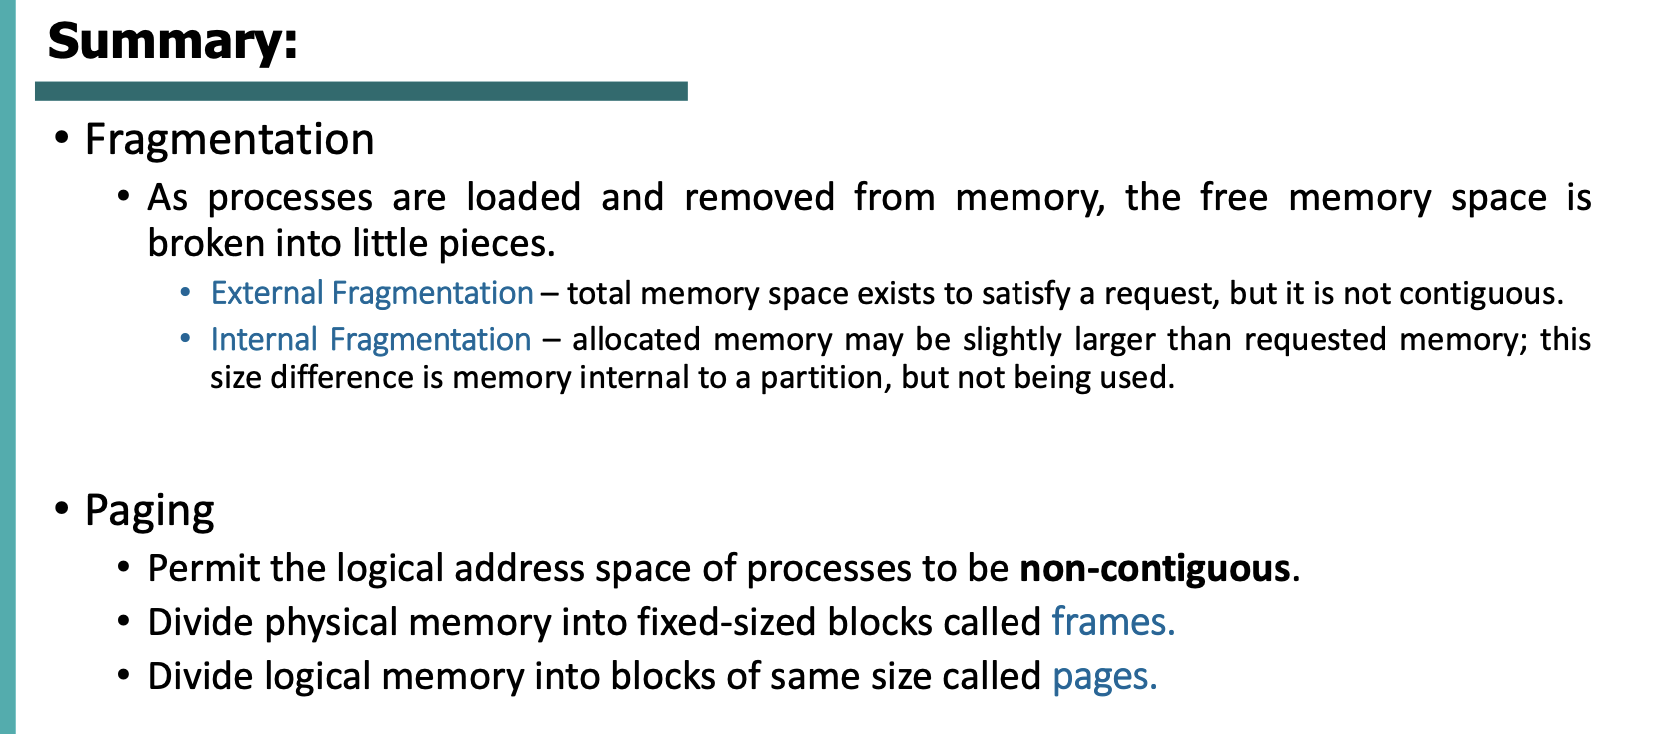 Summary:
• Fragmentation
• As processes are loaded and removed from memory, the free memory space is
broken into little pieces.
• External Fragmentation – total memory space exists to satisfy a request, but it is not contiguous.
• Internal Fragmentation – allocated memory may be slightly larger than requested memory; this
size difference is memory internal to a partition, but not being used.
• Paging
• Permit the logical address space of processes to be non-contiguous.
• Divide physical memory into fixed-sized blocks called frames.
• Divide logical memory into blocks of same size called pages.